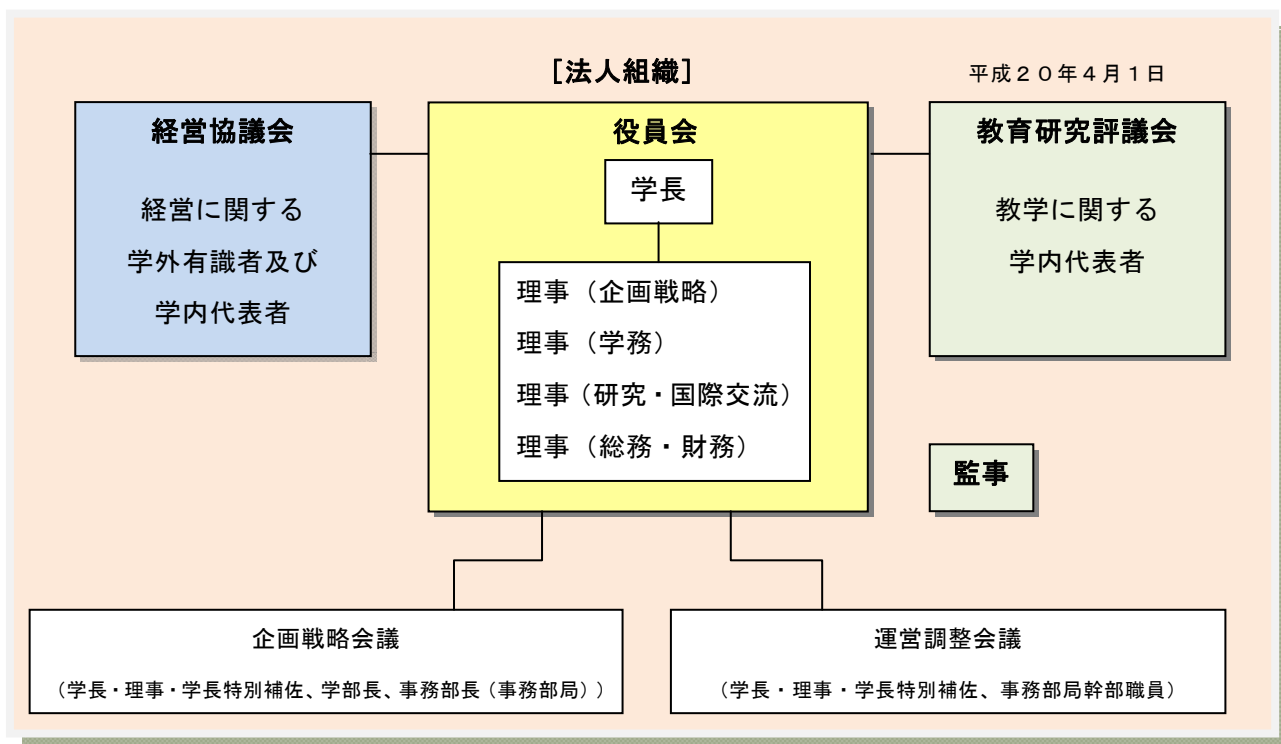 ［法人組織］
平成２０年４月１日
経営協議会
経営に関する
学外有識者及び
学内代表者
役員会
学長
理事（企画戦略）
理事（学務）
理事（研究・国際交流）
理事（総務・財務）
教育研究評議会
教学に関する
学内代表者
監事
企画戦略会議
（学長・理事・学長特別補佐、学部長、事務部長（事務部局））
運営調整会議
（学長・理事・学長特別補佐、事務部局幹部職員）